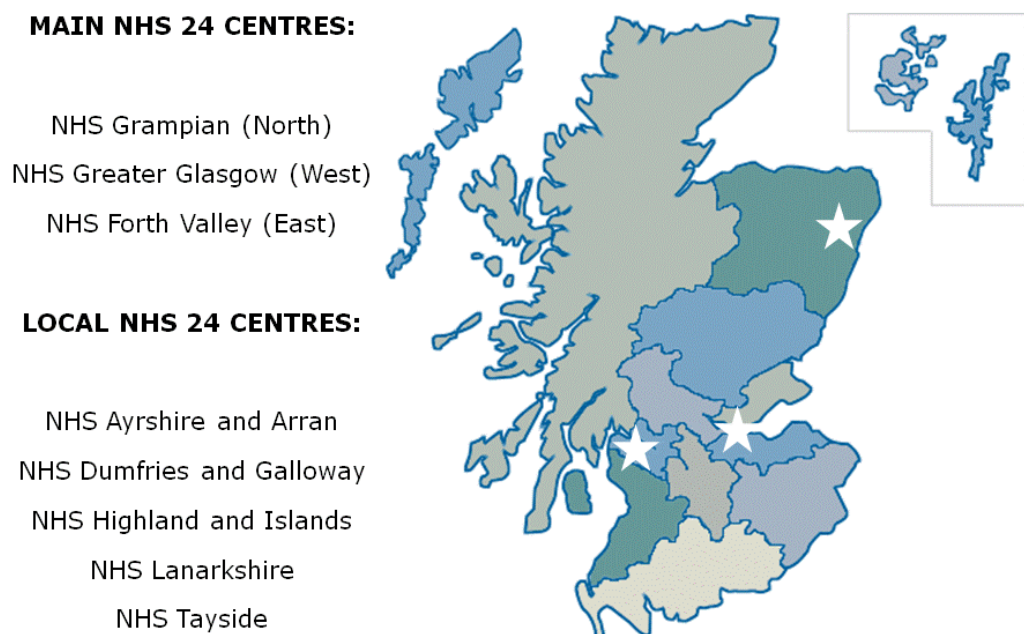 MAIN NHS 24 CENTRES:
NHS Grampian (North)
NHS Greater Glasgow (West)
NHS Forth Valley (East)
LOCAL NHS 24 CENTRES:
NHS Ayrshire and Arran
NHS Dumfries and Galloway
NHS Highland and Islands
NHS Lanarkshire
NHS Tayside